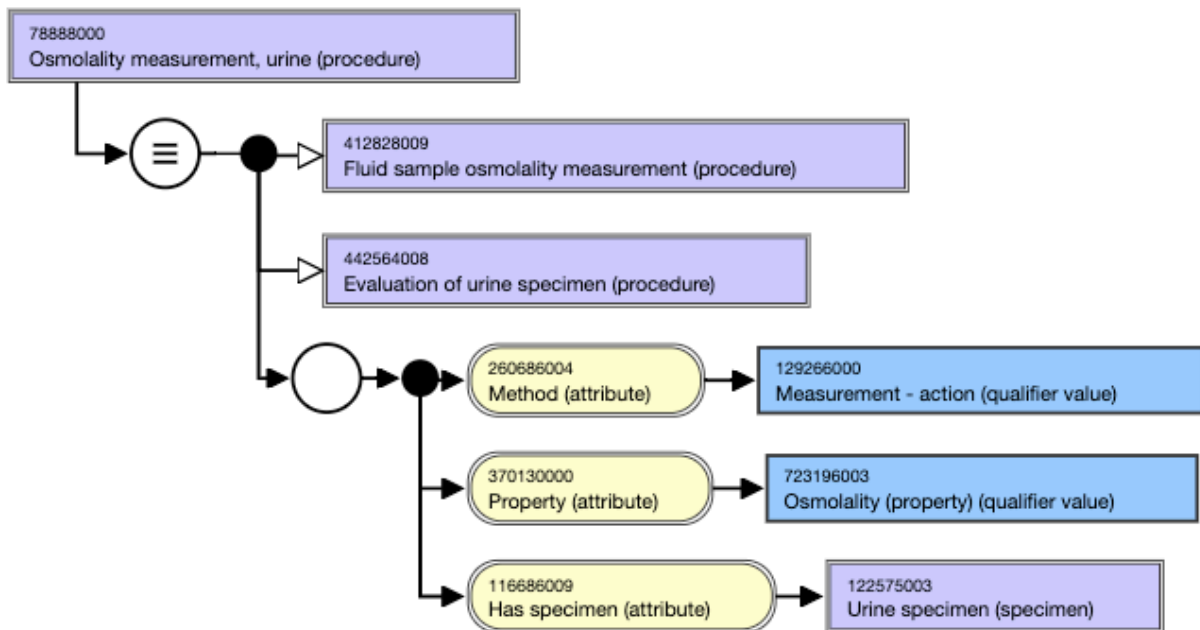 78888000
Osmolality measurement, urine (procedure)
412828009
Fluid sample osmolality measurement (procedure)
442564008
Evaluation of urine specimen (procedure)
260686004
Method (attribute)
129266000
Measurement - action (qualifier value)
370130000
Property (attribute)
723196003
Osmolality (property) (qualifier value)
116686009
Has specimen (attribute)
122575003
Urine specimen (specimen)